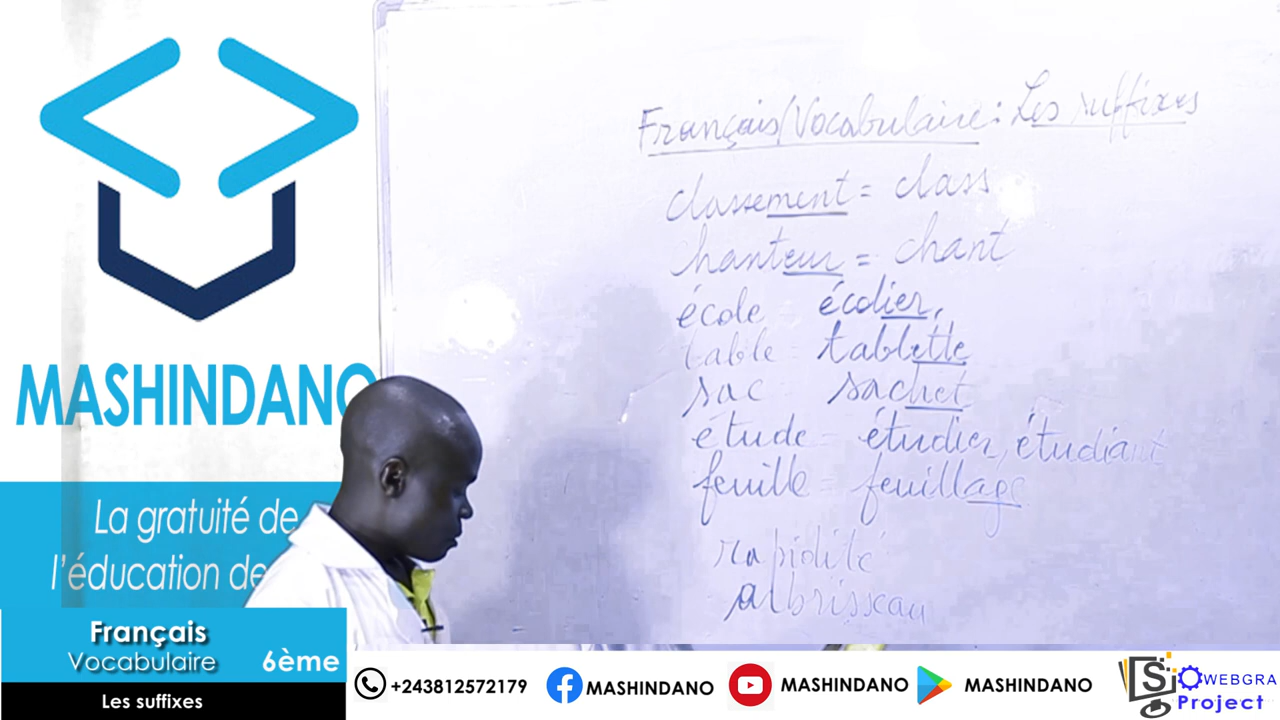 Français/Vocabulaire: Les suffixes
classement = class
chanteur = chant
école = écolier,
table = tablette
sac sachet
étude = étudier, étudiant
feuille = feuillage
rapidité
arbrisseau
MASHINDANO
La gratuité de
l'éducation de
Français
Vocabulaire 6ème
Les suffixes
+243812572179 MASHINDANO MASHINDANO MASHINDANO
S WEBGRA
Project